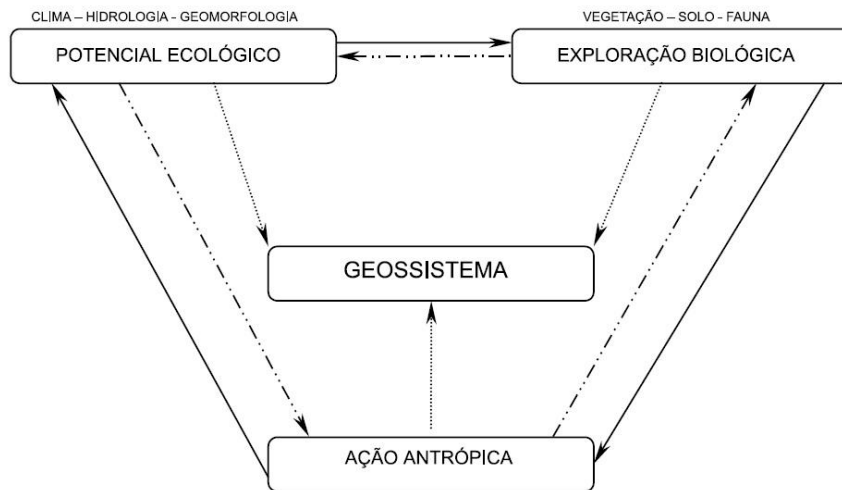 CLIMA – HIDROLOGIA - GEOMORFOLOGIA
VEGETAÇÃO – SOLO - FAUNA
POTENCIAL ECOLÓGICO
EXPLORAÇÃO BIOLÓGICA
GEOSSISTEMA
AÇÃO ANTRÓPICA